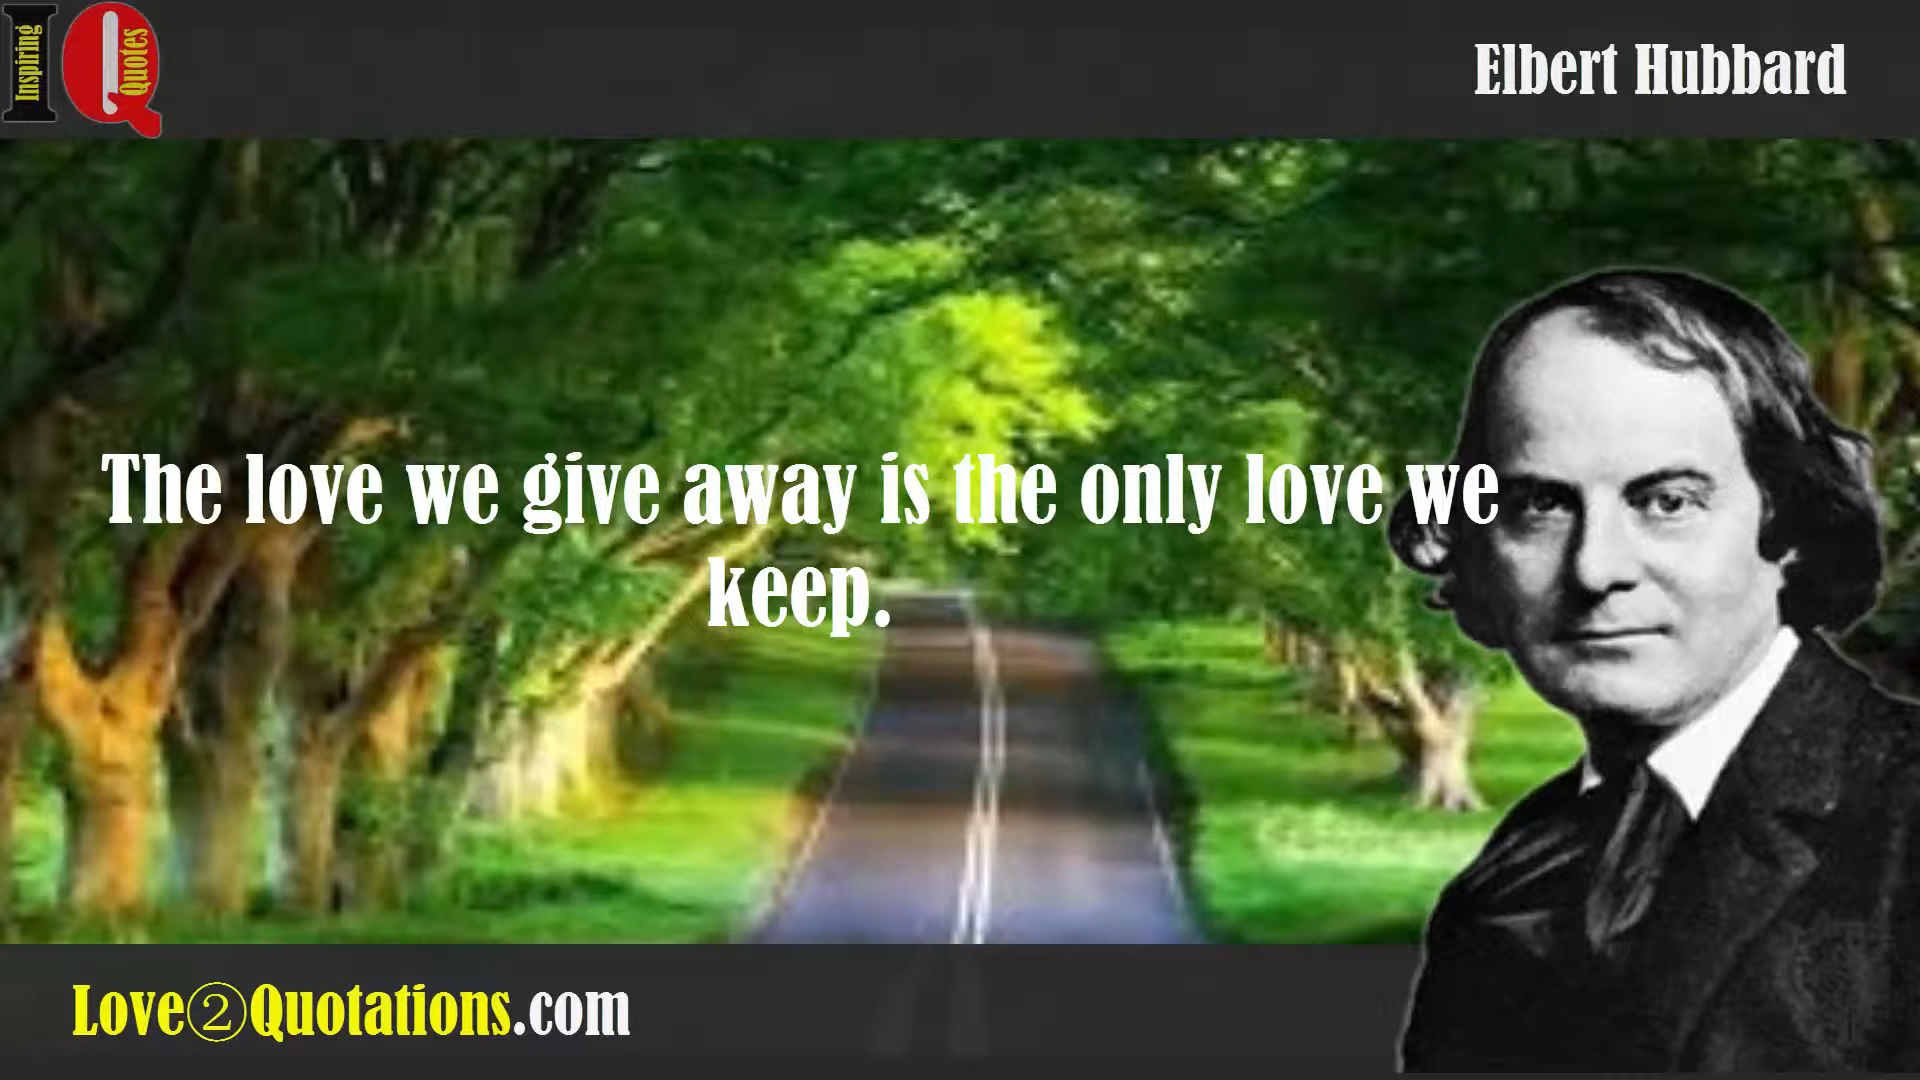 Inspiring
Quotes
Elbert Hubbard
The love we give away is the only love we
keep.
Love②Quotations.com